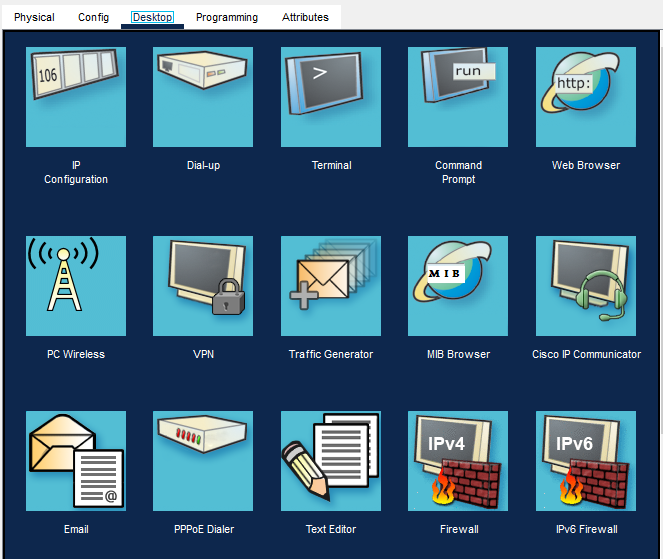 Physical Config Desktop Programming Attributes
106
>
run
http:
IP
Configuration
Dial-up
Terminal
Command
Prompt
Web Browser
MIB
PC Wireless
VPN
Traffic Generator
MIB Browser
Cisco IP Communicator
@
IPv4
IPv6
Email
PPPoE Dialer
Text Editor
Firewall
IPv6 Firewall